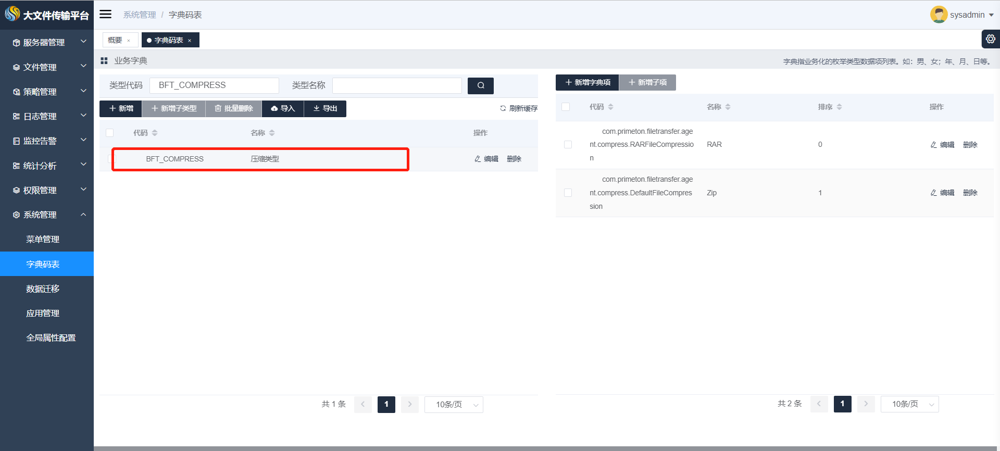 大文件传输平台
系统管理 / 字典码表
sysadmin
概要 ×
字典码表 ×
服务器管理
文件管理
策略管理
日志管理
监控告警
统计分析
权限管理
系统管理
菜单管理
字典码表
数据迁移
应用管理
全局属性配置
业务字典
字典指业务化的枚举类型数据项列表。如：男、女；年、月、日等。
类型代码 BFT_COMPRESS 类型名称
新增 新增子类型 批量删除 导入 导出 刷新缓存
代码 名称 操作
BFT_COMPRESS 压缩类型 编辑 删除
共 1 条 1 10条/页
新增字典项 新增子项
代码 名称 排序 操作
com.primeton.filetransfer.age
nt.compress.RARFileCompressio RAR 0 编辑 删除
n
com.primeton.filetransfer.age
nt.compress.DefaultFileCompres Zip 1 编辑 删除
sion
共 2 条 1 10条/页